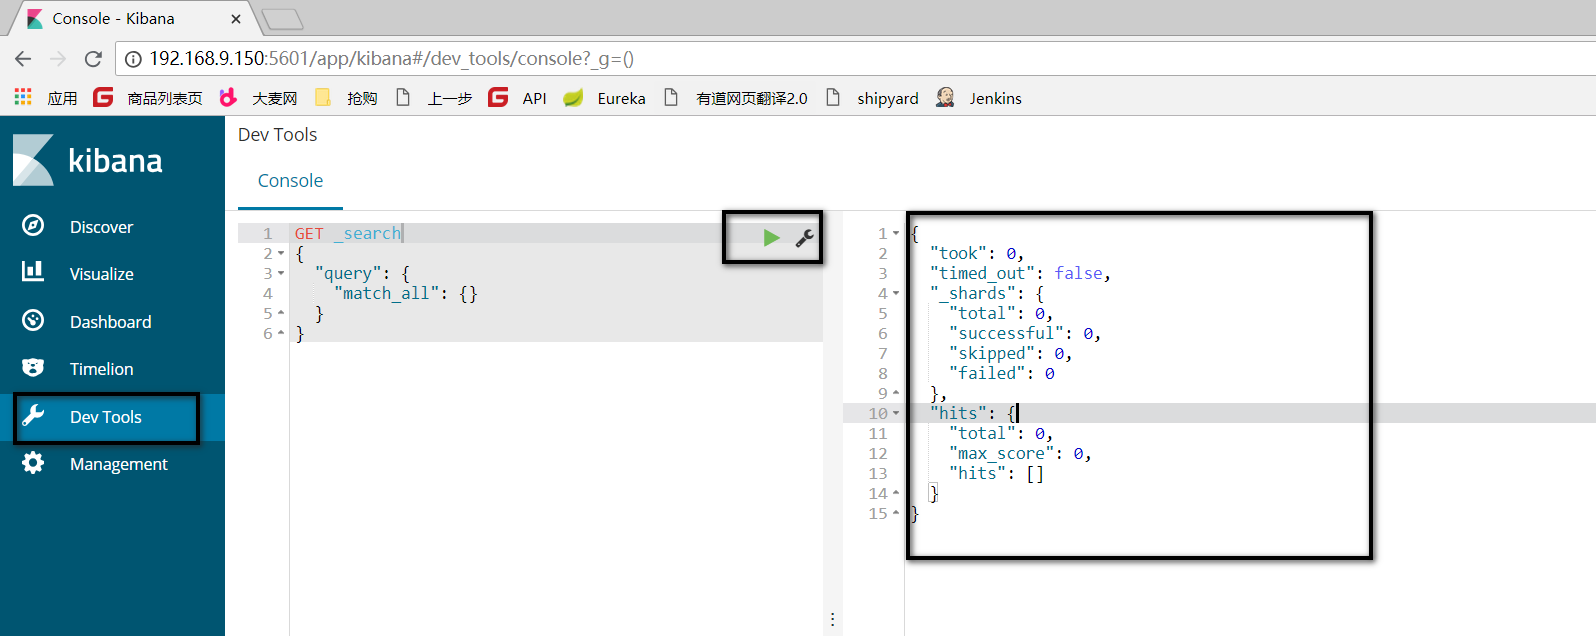 Console - Kibana
192.168.9.150:5601/app/kibana#/dev_tools/console?_g=()
应用 商品列表页 大麦网 抢购 上一步 API Eureka 有道网页翻译2.0 shipyard Jenkins
kibana
Discover
Visualize
Dashboard
Timelion
Dev Tools
Management
Dev Tools
Console
1 GET _search
2 {
3   "query": {
4     "match_all": {}
5   }
6 }
1 {
2   "took": 0,
3   "timed_out": false,
4   "_shards": {
5     "total": 0,
6     "successful": 0,
7     "skipped": 0,
8     "failed": 0
9   },
10   "hits": {
11     "total": 0,
12     "max_score": 0,
13     "hits": []
14   }
15 }